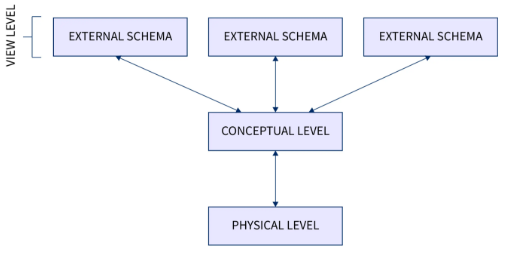 VIEW LEVEL
EXTERNAL SCHEMA
EXTERNAL SCHEMA
EXTERNAL SCHEMA
CONCEPTUAL LEVEL
PHYSICAL LEVEL